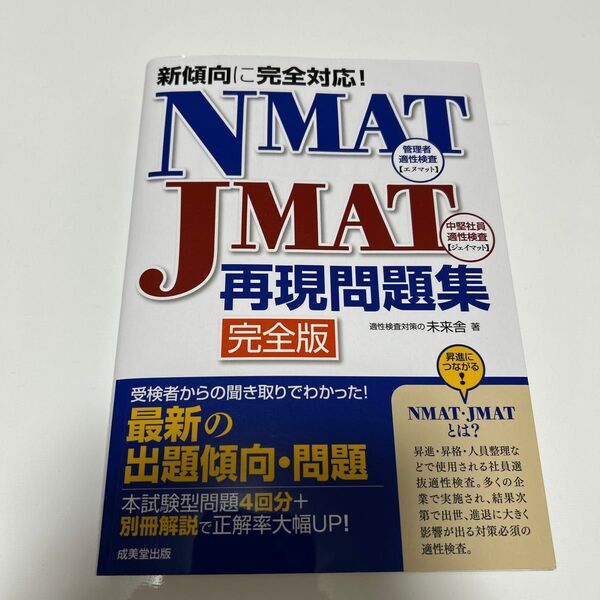 新傾向に完全対応!
NMAT
管理者
適性検査
【エヌマット】
JMAT
中堅社員
適性検査
【ジェイマット】
再現問題集
完全版
適性検査対策の未来舎 著
受検者からの聞き取りでわかった!
最新の
出題傾向・問題
本試験型問題4回分+
別冊解説で正解率大幅UP!
成美堂出版
昇進に
つながる
!
NMAT・JMAT
とは?
昇進・昇格・人員整理な
どで使用される社員選
抜適性検査。多くの企
業で実施され、結果次
第で出世、進退に大きく
影響が出る対策必須の
適性検査。